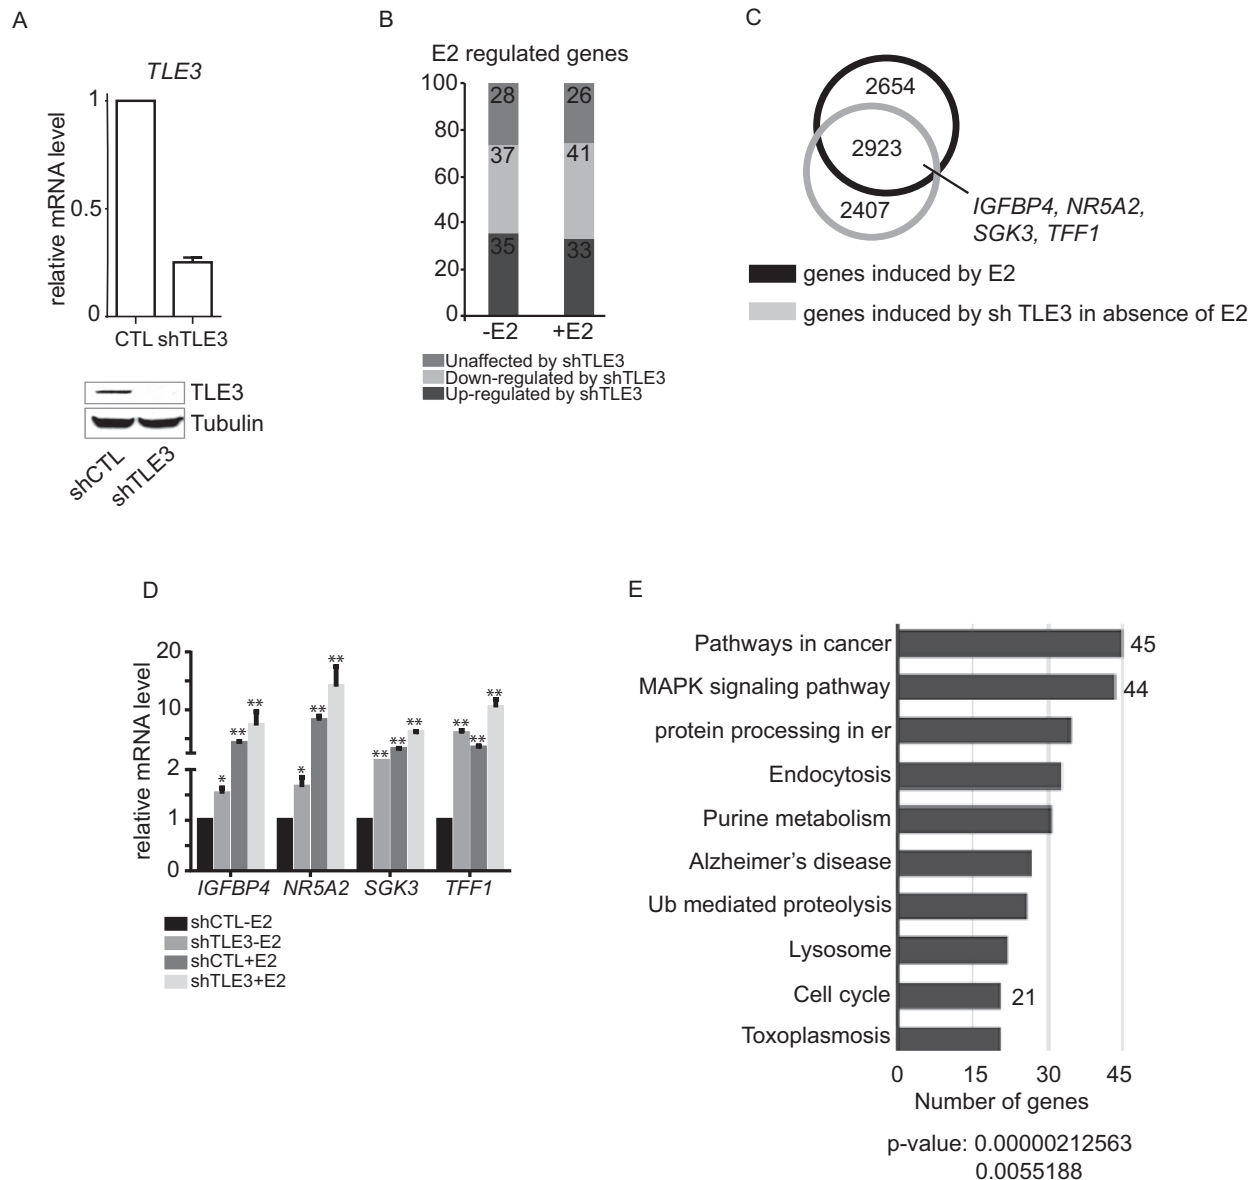 A
TLE3
relative mRNA level
1
0.5
0
CTL shTLE3
TLE3
Tubulin
shCTL
shTLE3
B
E2 regulated genes
100
80
60
40
20
0
28
26
37
41
35
33
-E2
+E2
Unaffected by shTLE3
Down-regulated by shTLE3
Up-regulated by shTLE3
C
2654
2923
2407
IGFBP4, NR5A2,
SGK3, TFF1
genes induced by E2
genes induced by sh TLE3 in absence of E2
D
relative mRNA level
20
10
2
1
0
* ** **
* ** **
** ** **
** ** **
IGFBP4 NR5A2 SGK3 TFF1
shCTL-E2
shTLE3-E2
shCTL+E2
shTLE3+E2
E
Pathways in cancer 45
MAPK signaling pathway 44
protein processing in er
Endocytosis
Purine metabolism
Alzheimer’s disease
Ub mediated proteolysis
Lysosome
Cell cycle 21
Toxoplasmosis
0 15 30 45
Number of genes
p-value: 0.00000212563
0.0055188